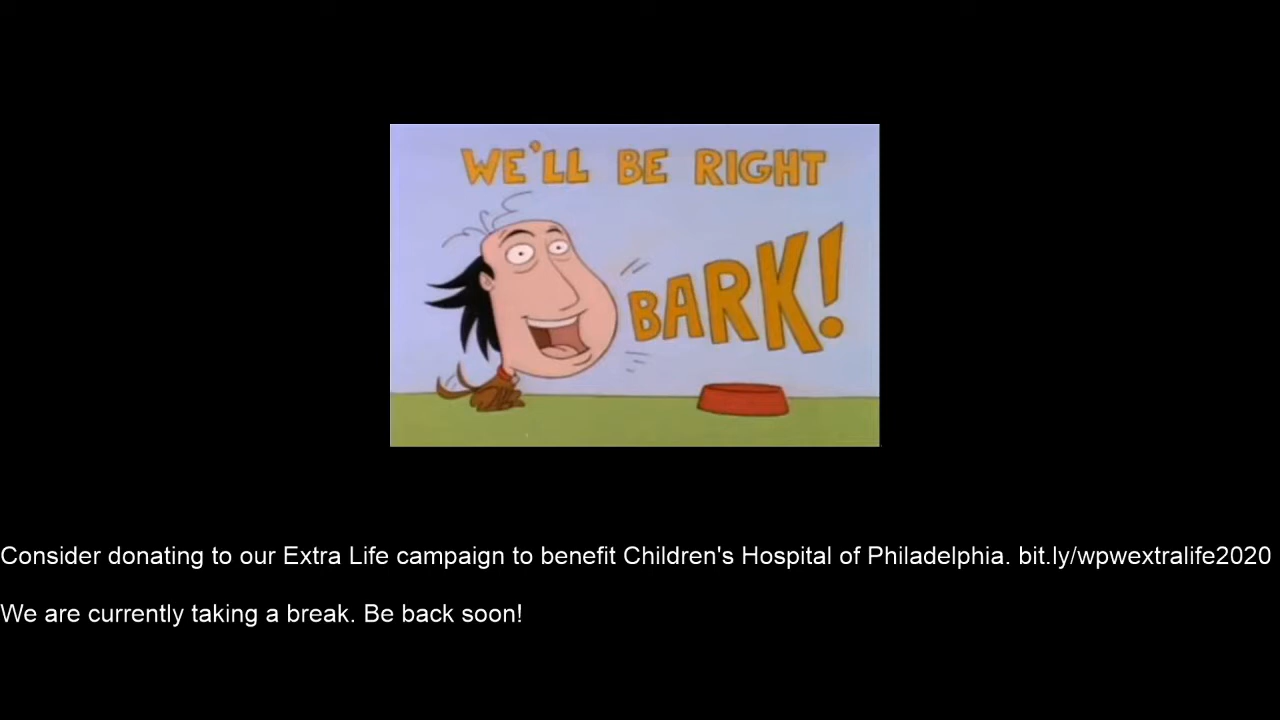 WE'LL BE RIGHT
BARK!
Consider donating to our Extra Life campaign to benefit Children's Hospital of Philadelphia. bit.ly/wpwextralife2020
We are currently taking a break. Be back soon!